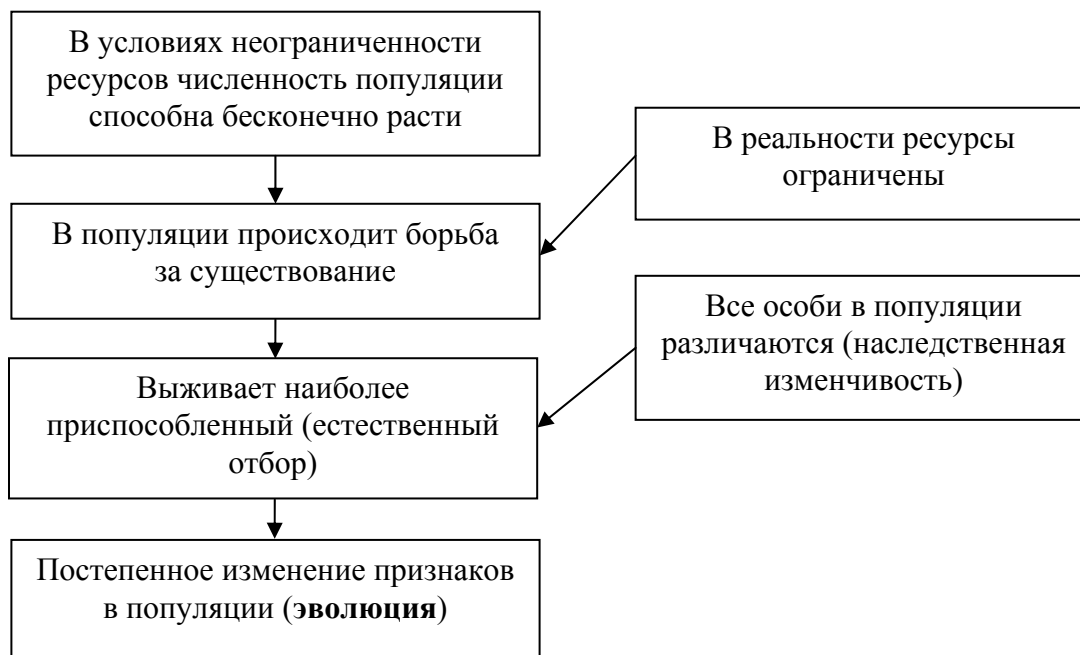 В условиях неограниченности
ресурсов численность популяции
способна бесконечно расти
В реальности ресурсы
ограничены
В популяции происходит борьба
за существование
Все особи в популяции
различаются (наследственная
изменчивость)
Выживает наиболее
приспособленный (естественный
отбор)
Постепенное изменение признаков
в популяции (эволюция)